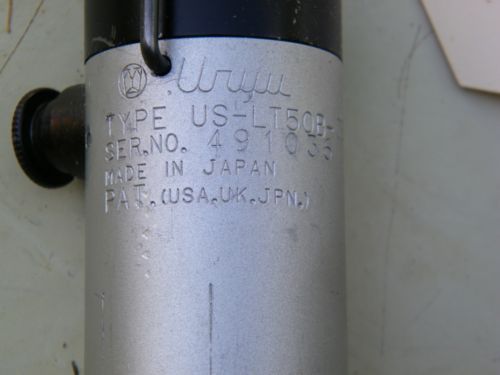 Uryu
TYPE US-LT50B-
SER.NO. 491035
MADE IN JAPAN
PAT.(USA.UK.JPN.)